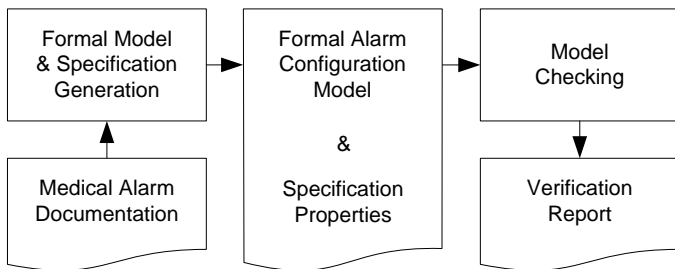 Formal Model
& Specification
Generation
Medical Alarm
Documentation
Formal Alarm
Configuration
Model
&
Specification
Properties
Model
Checking
Verification
Report